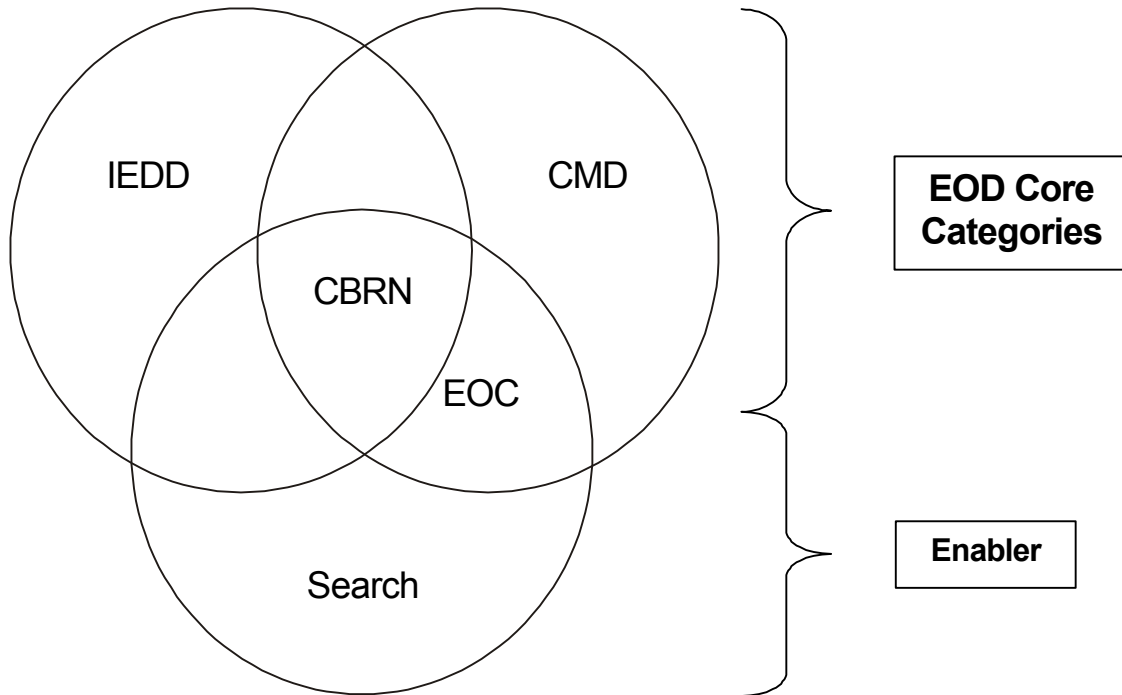 IEDD
CMD
EOD Core
Categories
CBRN
EOC
Enabler
Search